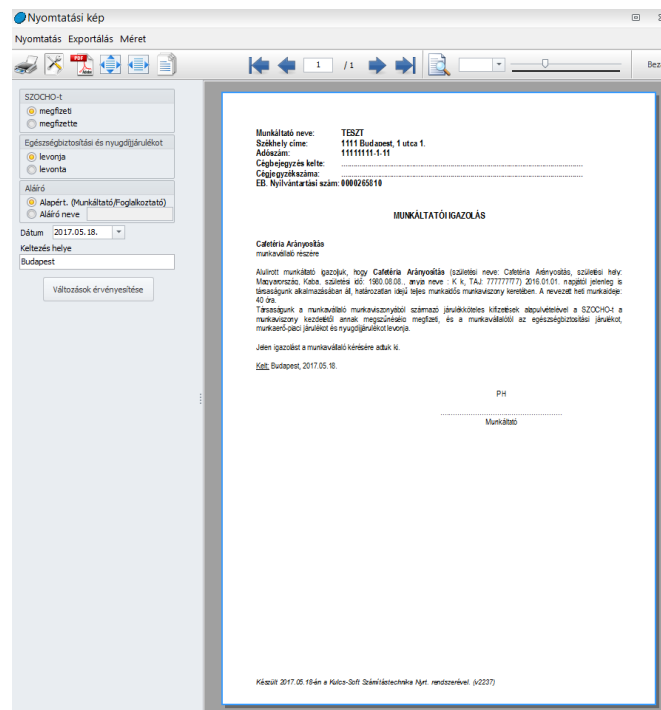 Nyomtatási kép
Nyomtatás Exportálás Méret
PDF
Adobe
1 /1
Bez
SZOCHO-t
megfizeti
megfizette
Egészségbiztosítási és nyugdíjjárulékot
levonja
levonta
Aláíró
Alapért. (Munkáltató/Foglalkoztató)
Aláíró neve
Dátum 2017.05.18.
Keltezés helye
Budapest
Változások érvényesítése
Munkáltató neve: TESZT
Székhely címe: 1111 Budapest, 1 utca 1.
Adószám: 11111111-1-11
Cégbejegyzés kelte:
Cégjegyzékszáma:
EB. Nyilvántartási szám: 0000265810
MUNKÁLTATÓI IGAZOLÁS
Cafetéria Arányosítás
munkavállaló részére
Alulírott munkáltató igazoljuk, hogy Cafetéria Arányosítás (születési neve: Cafetéria Arányosítás, születési hely:
Magyarország, Kaba, születési idő: 1980.08.08., anyja neve : K k, TAJ: 777777777) 2016.01.01. napjától jelenleg is
társaságunk alkalmazásában áll, határozatlan idejű teljes munkaidős munkaviszony keretében. A nevezett heti munkaideje:
40 óra.
Társaságunk a munkavállaló munkaviszonyából származó járulékköteles kifizetések alapulvételével a SZOCHO-t a
munkaviszony kezdetétől annak megszűnéséig megfizeti, és a munkavállalótól az egészségbiztosítási járulékot,
munkaerő-piaci járulékot és nyugdíjjárulékot levonja.
Jelen igazolást a munkavállaló kérésére adtuk ki.
Kelt: Budapest, 2017.05.18.
PH
Munkáltató
Készült 2017.05.18-án a Kulcs-Soft Számítástechnika Nyrt. rendszerével. (v2237)